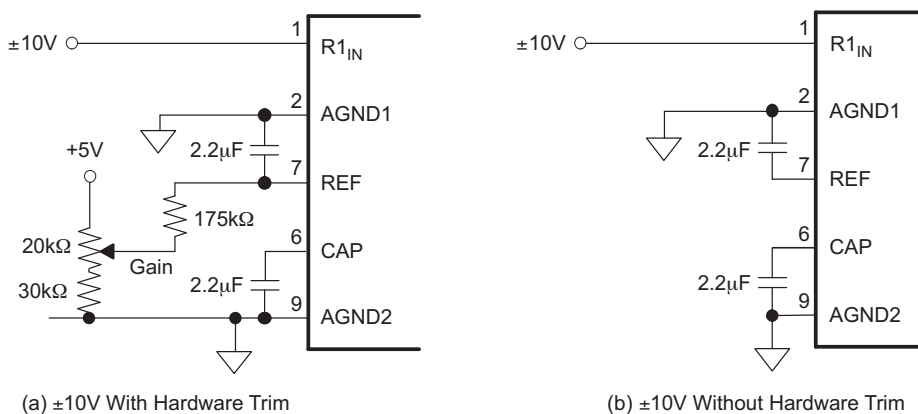 1
±10V
R1IN
2
AGND1
2.2μF
+5V
7
REF
175kΩ
6
20kΩ
CAP
Gain
2.2μF
30kΩ
9
AGND2
(a) ±10V With Hardware Trim
1
±10V
R1IN
2
AGND1
2.2μF
7
REF
6
CAP
2.2μF
9
AGND2
(b) ±10V Without Hardware Trim